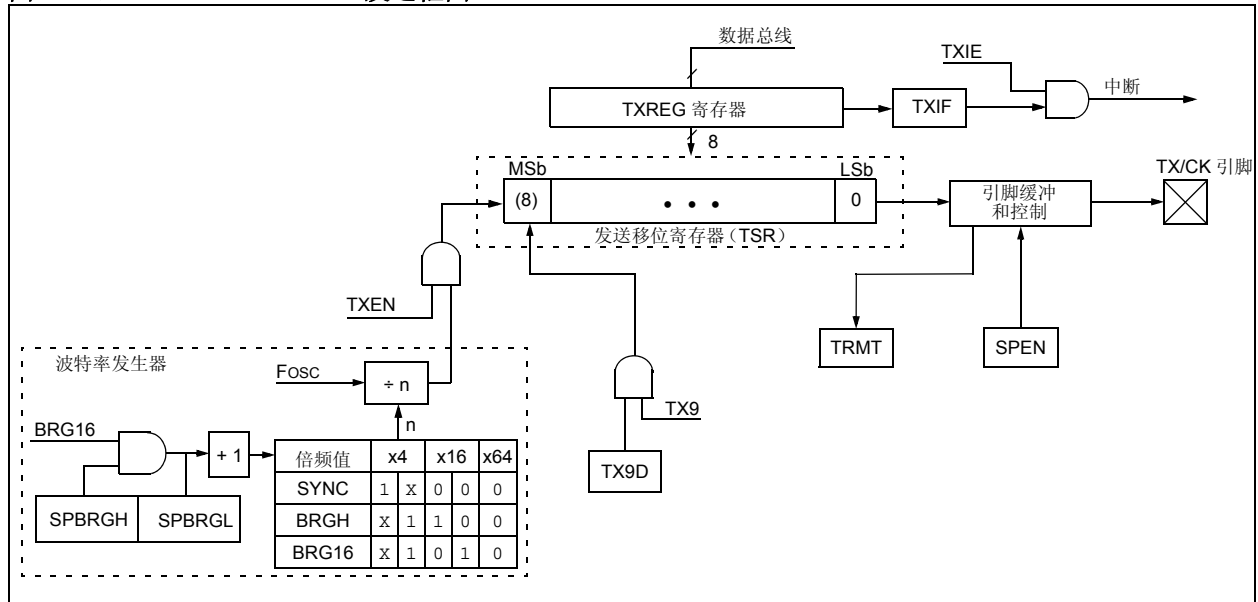 数据总线
TXIE
中断
TXREG 寄存器
TXIF
8
MSb
LSb
TX/CK 引脚
(8)
• • •
0
引脚缓冲
和控制
发送移位寄存器（TSR）
TXEN
TRMT
SPEN
波特率发生器
FOSC
÷ n
n
TX9
BRG16
+ 1
TX9D
倍频值 x4 x16 x64
SYNC 1 X 0 0 0
BRGH X 1 1 0 0
BRG16 X 1 0 1 0
SPBRGH SPBRGL